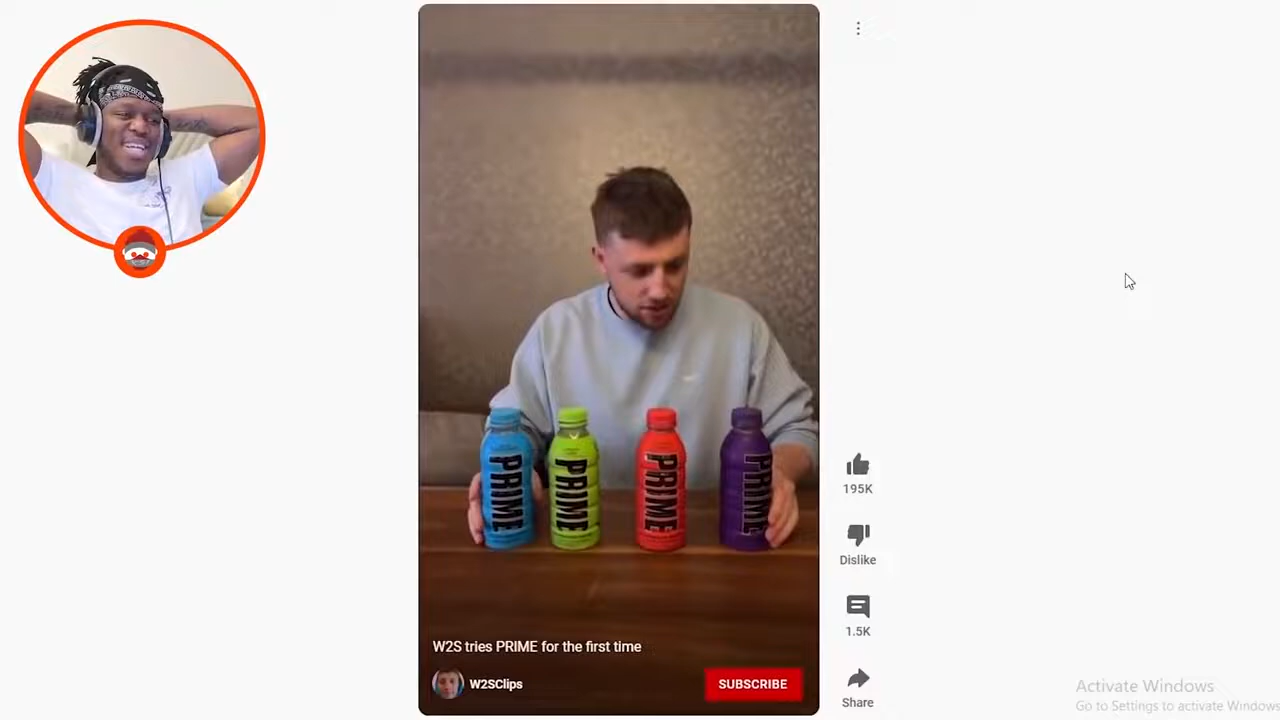 PRIME
PRIME
PRIME
PRIME
195K
Dislike
1.5K
W2S tries PRIME for the first time
W2SClips
SUBSCRIBE
Share
Activate Windows
Go to Settings to activate Windows